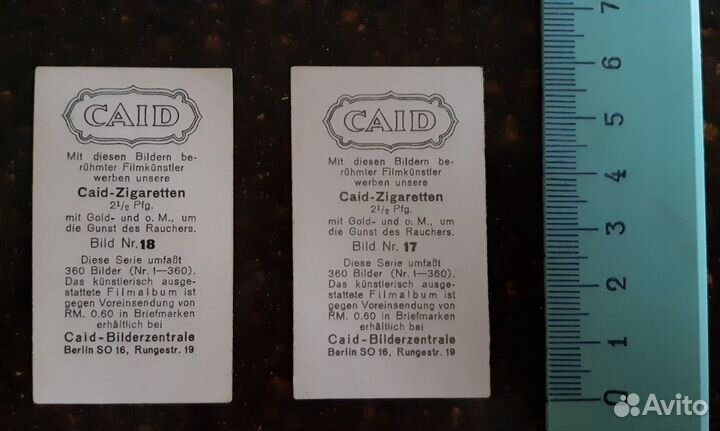 CAID
Mit diesen Bildern be-
rühmter Filmkünstler
werben unsere
Caid-Zigaretten
2½ Pfg.
mit Gold- und o. M., um
die Gunst des Rauchers.
Bild Nr. 18
Diese Serie umfaßt
360 Bilder (Nr. 1—360).
Das künstlerisch ausge-
stattete Filmalbum ist
gegen Voreinsendung von
RM. 0.60 in Briefmarken
erhältlich bei
Caid-Bilderzentrale
Berlin SO 16, Rungestr. 19
CAID
Mit diesen Bildern be-
rühmter Filmkünstler
werben unsere
Caid-Zigaretten
2½ Pfg.
mit Gold- und o. M., um
die Gunst des Rauchers.
Bild Nr. 17
Diese Serie umfaßt
360 Bilder (Nr. 1—360).
Das künstlerisch ausge-
stattete Filmalbum ist
gegen Voreinsendung von
RM. 0.60 in Briefmarken
erhältlich bei
Caid-Bilderzentrale
Berlin SO 16, Rungestr. 19
7
6
5
4
3
2
1
0
Avito